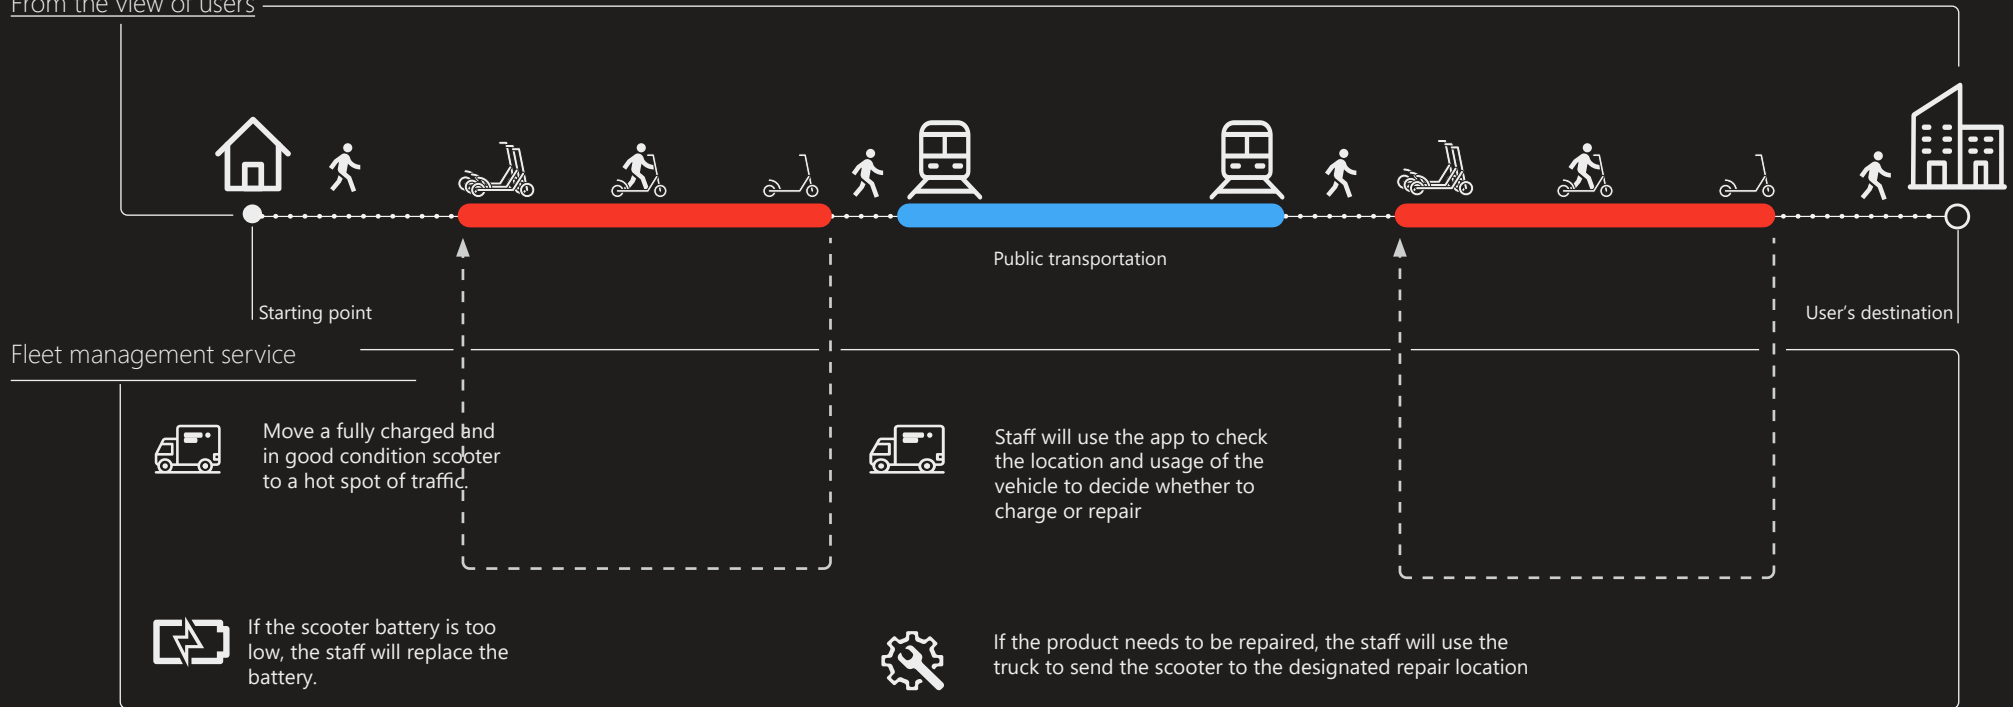 From the view of users
Public transportation
Starting point
User's destination
Fleet management service
Move a fully charged and
in good condition scooter
to a hot spot of traffic.
Staff will use the app to check
the location and usage of the
vehicle to decide whether to
charge or repair
If the scooter battery is too
low, the staff will replace the
battery.
If the product needs to be repaired, the staff will use the
truck to send the scooter to the designated repair location